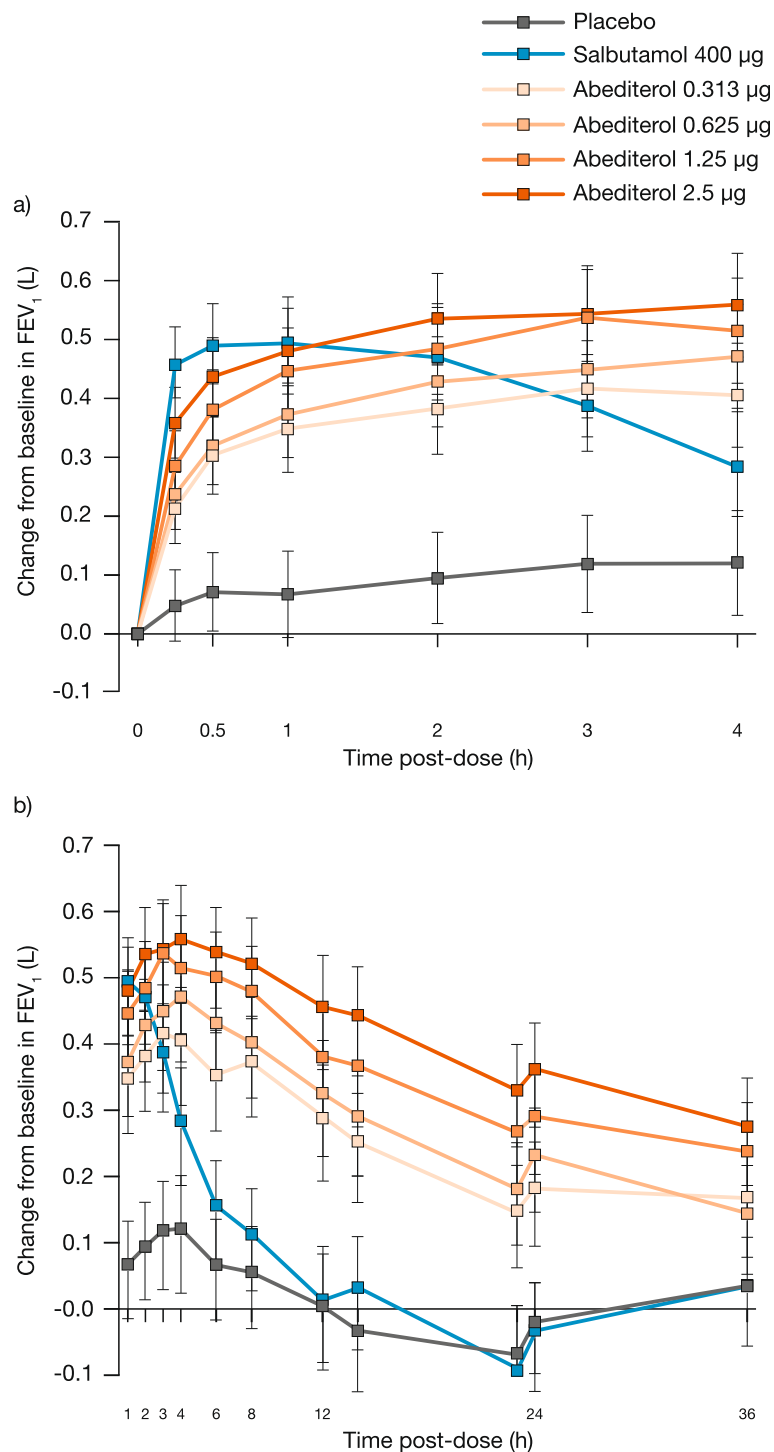 Placebo
Salbutamol 400 µg
Abediterol 0.313 µg
Abediterol 0.625 µg
Abediterol 1.25 µg
Abediterol 2.5 µg
a)
0.7
0.6
0.5
0.4
0.3
0.2
0.1
0.0
-0.1
Change from baseline in FEV₁ (L)
0 0.5 1 2 3 4
Time post-dose (h)
b)
0.7
0.6
0.5
0.4
0.3
0.2
0.1
-0.0
-0.1
Change from baseline in FEV₁ (L)
1 2 3 4 6 8 12 24 36
Time post-dose (h)